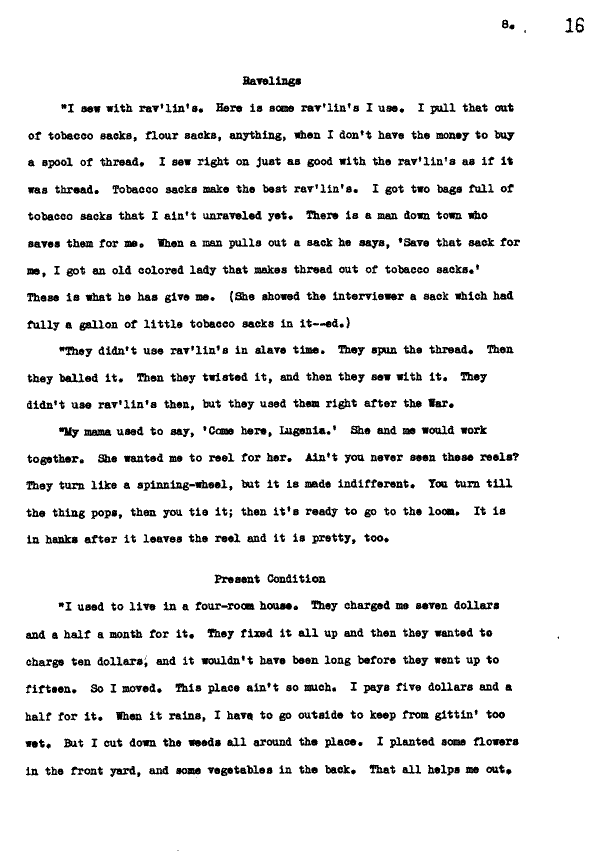 8. 16
Ravelings
"I sew with rav'lin's. Here is some rav'lin's I use. I pull that out
of tobacco sacks, flour sacks, anything, when I don't have the money to buy
a spool of thread. I sew right on just as good with the rav'lin's as if it
was thread. Tobacco sacks make the best rav'lin's. I got two bags full of
tobacco sacks that I ain't unraveled yet. There is a man down town who
saves them for me. When a man pulls out a sack he says, 'Save that sack for
me, I got an old colored lady that makes thread out of tobacco sacks.'
These is what he has give me. (She showed the interviewer a sack which had
fully a gallon of little tobacco sacks in it--ed.)
"They didn't use rav'lin's in slave time. They spun the thread. Then
they balled it. Then they twisted it, and then they sew with it. They
didn't use rav'lin's then, but they used them right after the War.
"My mama used to say, 'Come here, Lugenia.' She and me would work
together. She wanted me to reel for her. Ain't you never seen these reels?
They turn like a spinning-wheel, but it is made indifferent. You turn till
the thing pops, then you tie it; then it's ready to go to the loom. It is
in hanks after it leaves the reel and it is pretty, too.
Present Condition
"I used to live in a four-room house. They charged me seven dollars
and a half a month for it. They fixed it all up and then they wanted to
charge ten dollars, and it wouldn't have been long before they went up to
fifteen. So I moved. This place ain't so much. I pays five dollars and a
half for it. When it rains, I have to go outside to keep from gittin' too
wet. But I cut down the weeds all around the place. I planted some flowers
in the front yard, and some vegetables in the back. That all helps me out.